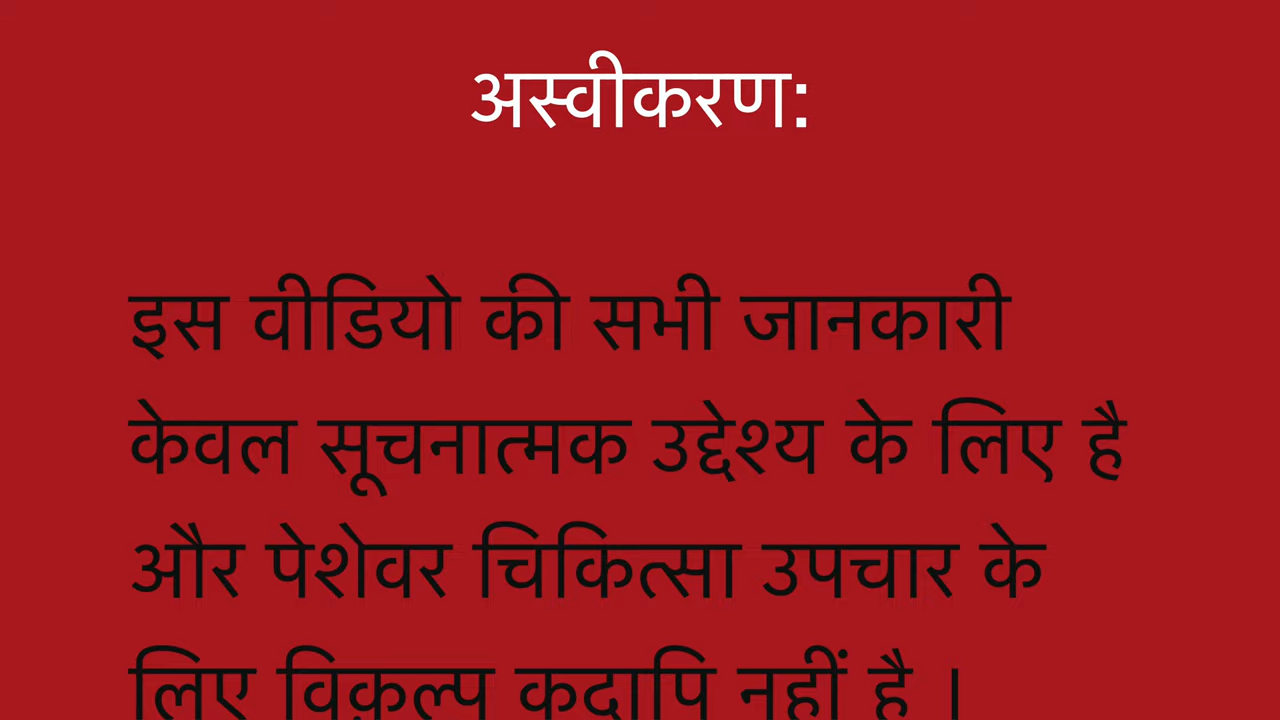 अस्वीकरण:
इस वीडियो की सभी जानकारी
केवल सूचनात्मक उद्देश्य के लिए है
और पेशेवर चिकित्सा उपचार के
लिए विकल्प कदापि नहीं है ।